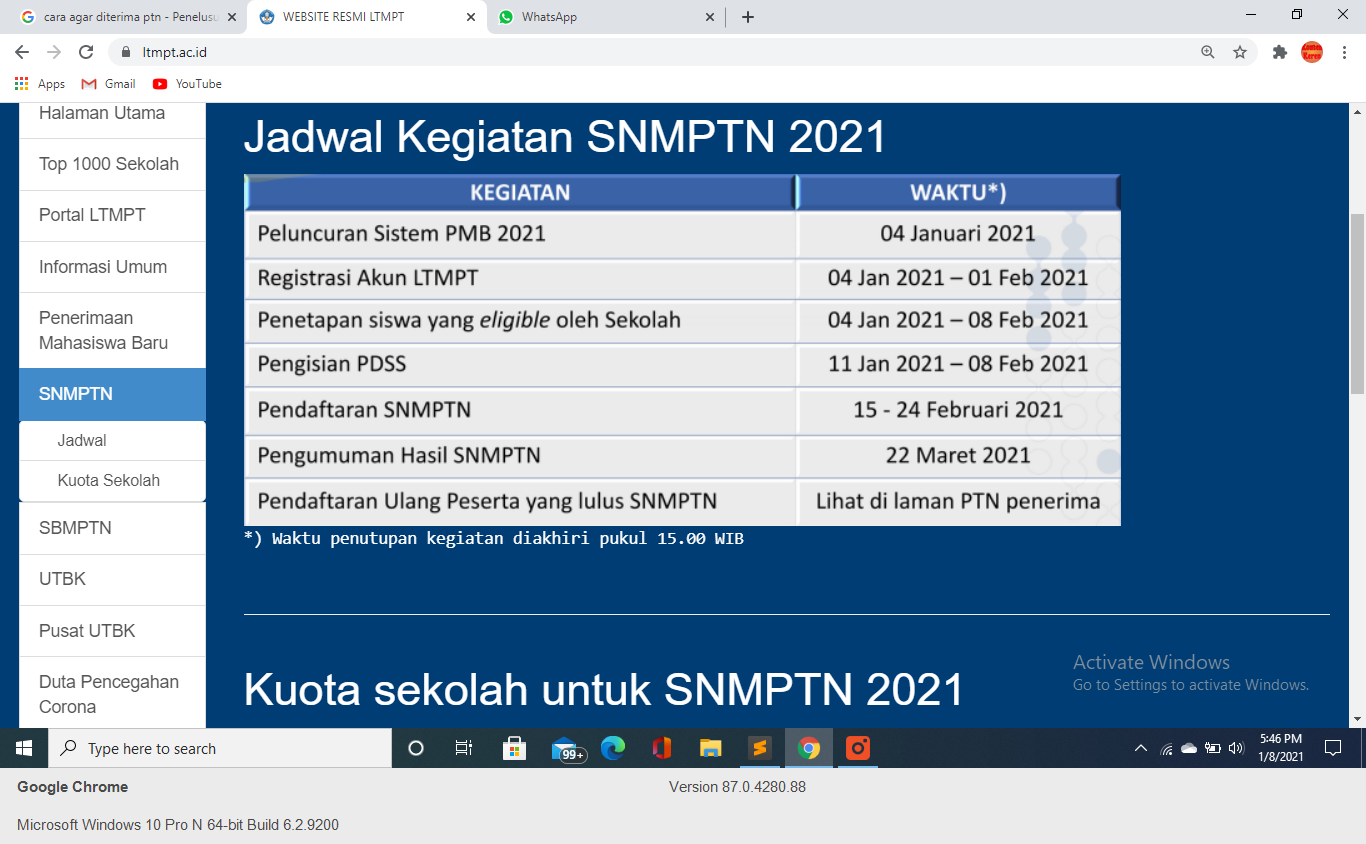 cara agar diterima ptn - Penelusu
WEBSITE RESMI LTMPT
WhatsApp
ltmpt.ac.id
Apps
Gmail
YouTube
Halaman Utama
Top 1000 Sekolah
Portal LTMPT
Informasi Umum
Penerimaan
Mahasiswa Baru
SNMPTN
Jadwal
Kuota Sekolah
SBMPTN
UTBK
Pusat UTBK
Duta Pencegahan
Corona
Jadwal Kegiatan SNMPTN 2021
KEGIATAN WAKTU*)
Peluncuran Sistem PMB 2021 04 Januari 2021
Registrasi Akun LTMPT 04 Jan 2021 – 01 Feb 2021
Penetapan siswa yang eligible oleh Sekolah 04 Jan 2021 – 08 Feb 2021
Pengisian PDSS 11 Jan 2021 – 08 Feb 2021
Pendaftaran SNMPTN 15 - 24 Februari 2021
Pengumuman Hasil SNMPTN 22 Maret 2021
Pendaftaran Ulang Peserta yang lulus SNMPTN Lihat di laman PTN penerima
*) Waktu penutupan kegiatan diakhiri pukul 15.00 WIB
Kuota sekolah untuk SNMPTN 2021
Activate Windows
Go to Settings to activate Windows.
Type here to search
99+
5:46 PM
1/8/2021
Google Chrome Version 87.0.4280.88
Microsoft Windows 10 Pro N 64-bit Build 6.2.9200